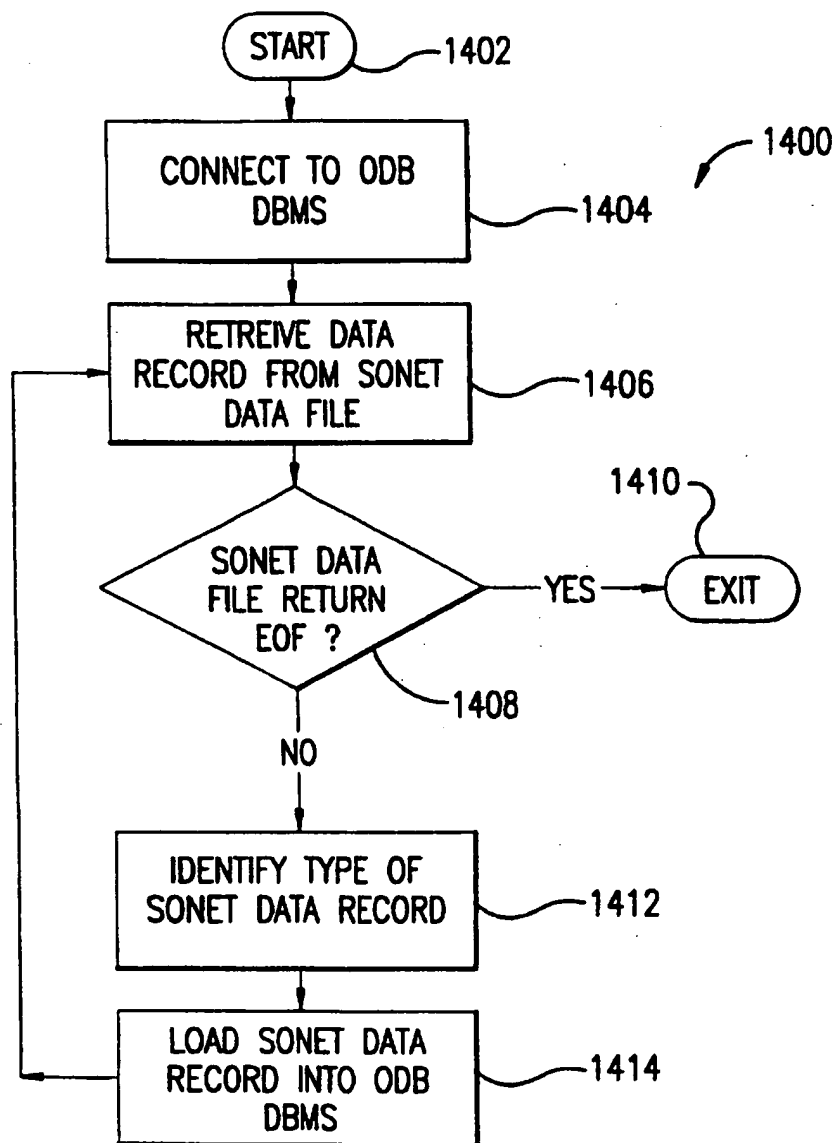 START
1402
1400
CONNECT TO ODB
DBMS
1404
RETREIVE DATA
RECORD FROM SONET
DATA FILE
1406
1410
SONET DATA
FILE RETURN
EOF ?
YES
EXIT
1408
NO
IDENTIFY TYPE OF
SONET DATA RECORD
1412
LOAD SONET DATA
RECORD INTO ODB
DBMS
1414